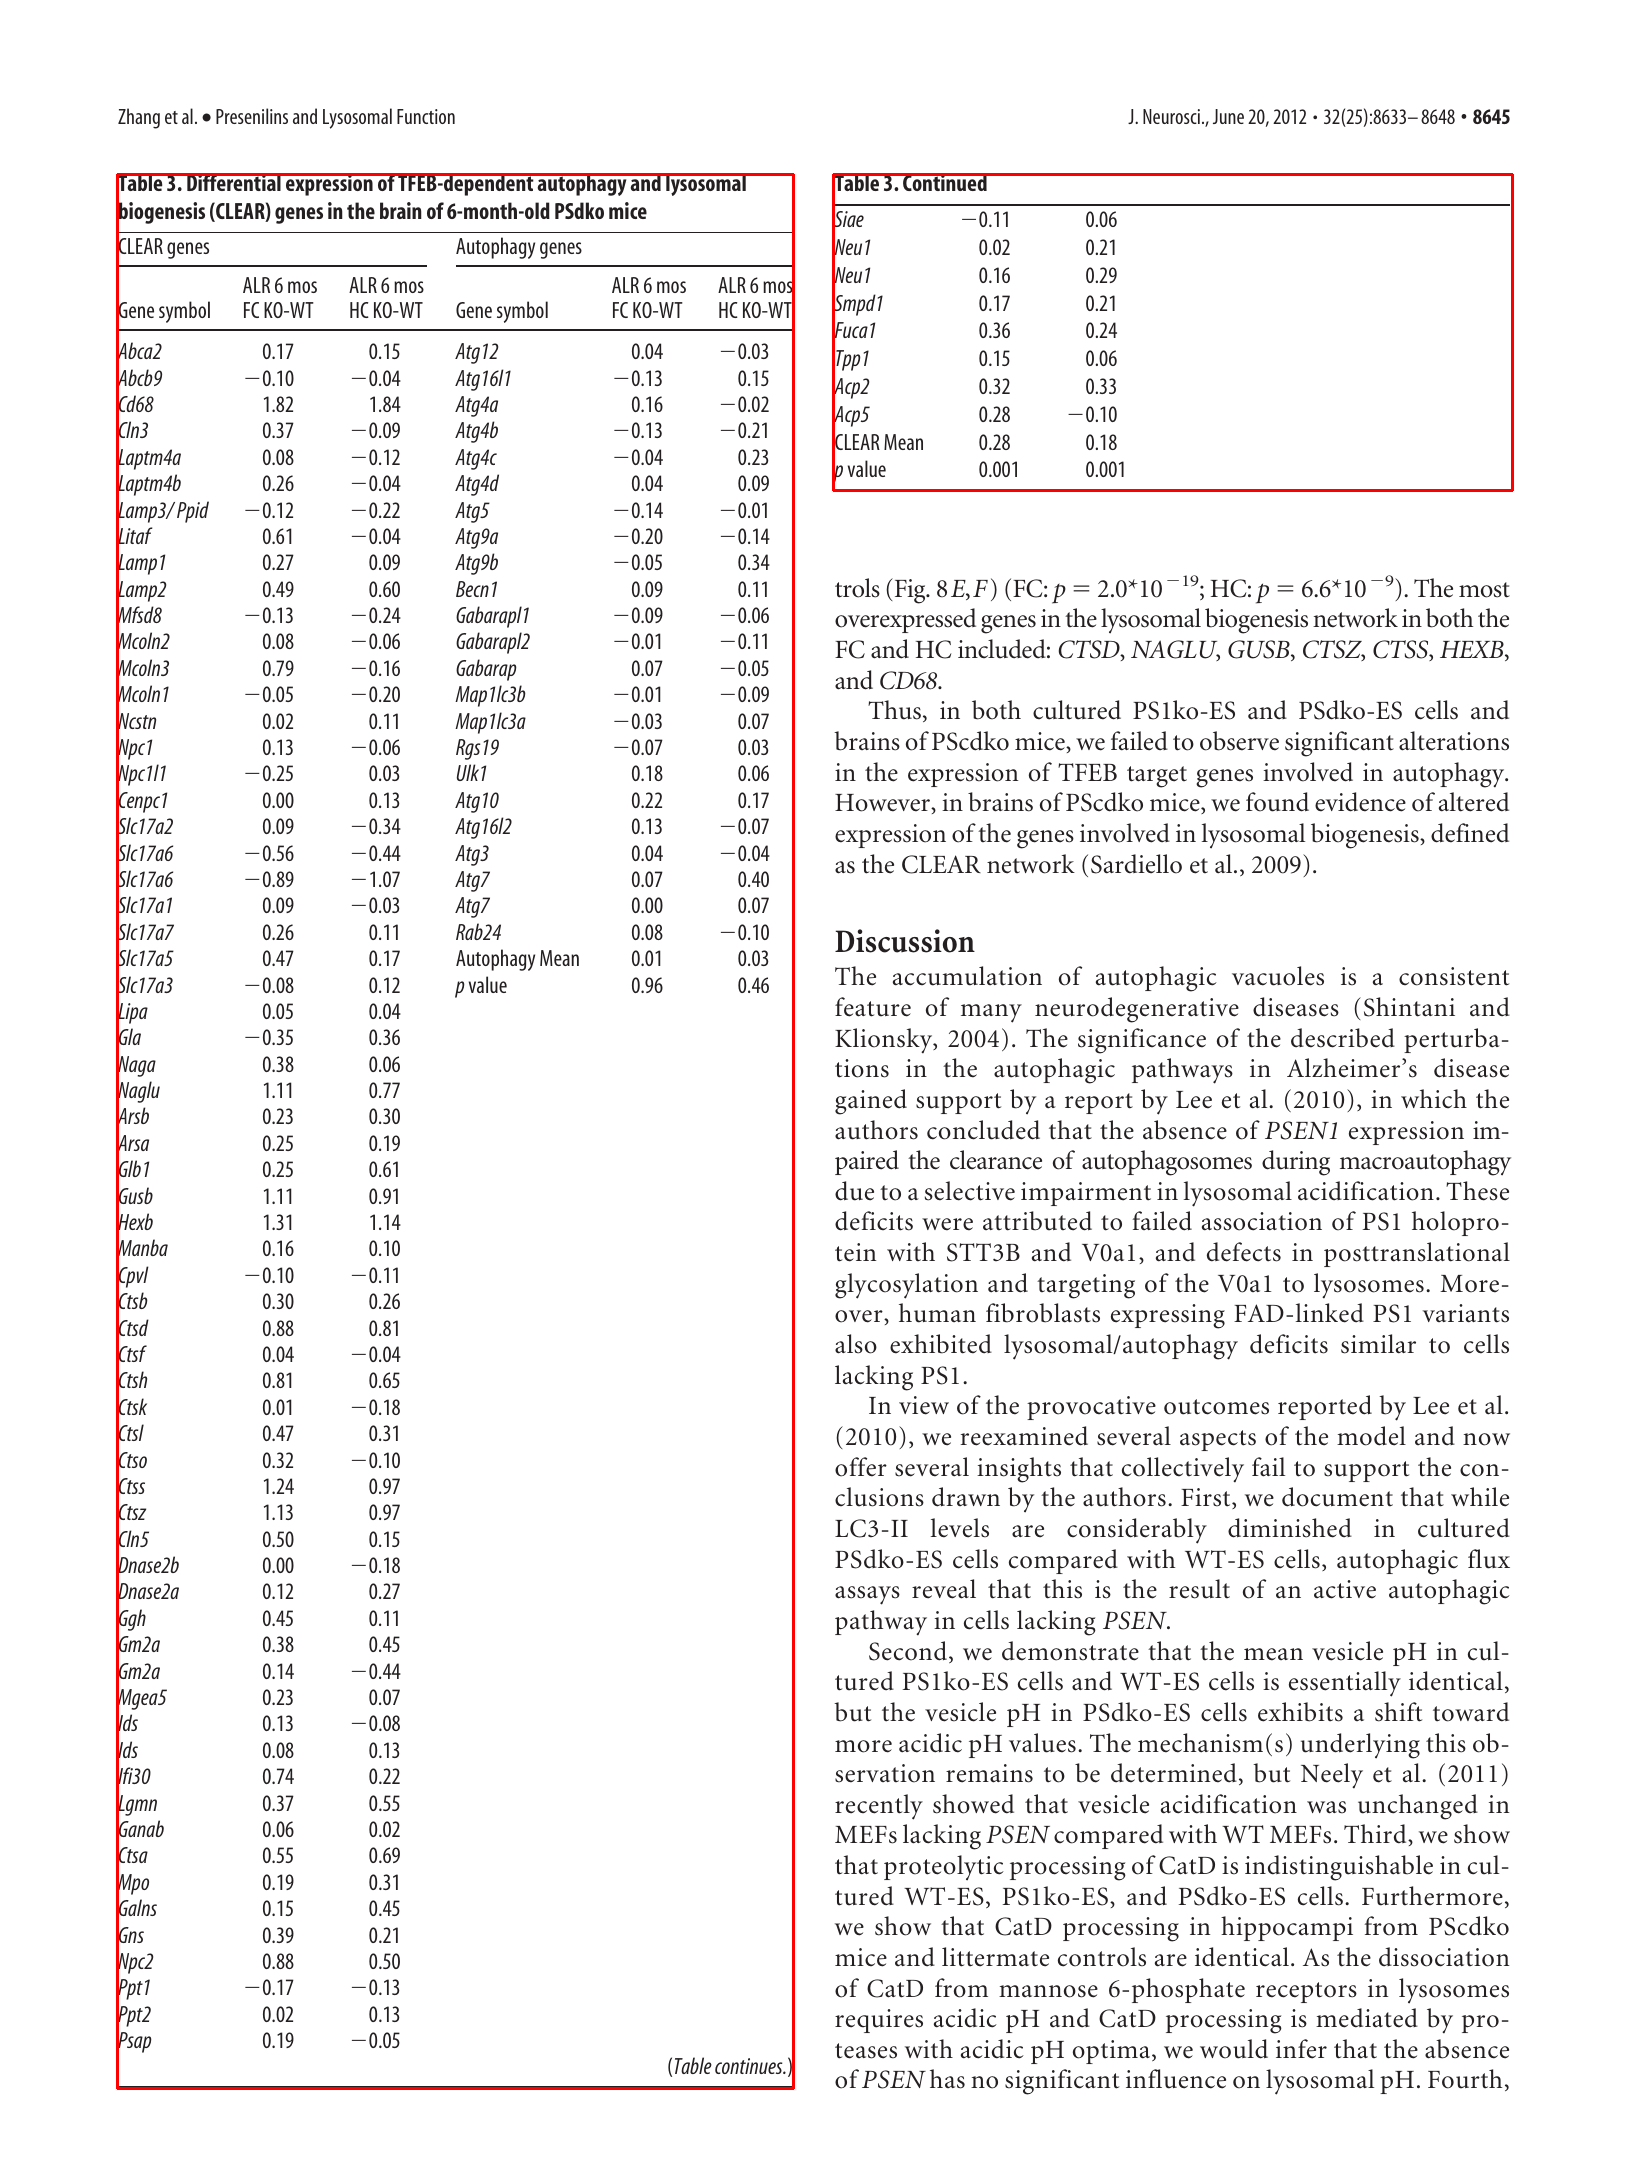 Zhang et al. • Presenilins and Lysosomal Function
J. Neurosci., June 20, 2012 • 32(25):8633–8648 • 8645
Table 3. Differential expression of TFEB-dependent autophagy and lysosomal
biogenesis (CLEAR) genes in the brain of 6-month-old PSdko mice
CLEAR genes Autophagy genes
ALR 6 mos ALR 6 mos ALR 6 mos ALR 6 mos
Gene symbol FC KO-WT HC KO-WT Gene symbol FC KO-WT HC KO-WT
Abca2 0.17 0.15 Atg12 0.04 −0.03
Abcb9 −0.10 −0.04 Atg16l1 −0.13 0.15
Cd68 1.82 1.84 Atg4a 0.16 −0.02
Cln3 0.37 −0.09 Atg4b −0.13 −0.21
Laptm4a 0.08 −0.12 Atg4c −0.04 0.23
Laptm4b 0.26 −0.04 Atg4d 0.04 0.09
Lamp3/Ppid −0.12 −0.22 Atg5 −0.14 −0.01
Litaf 0.61 −0.04 Atg9a −0.20 −0.14
Lamp1 0.27 0.09 Atg9b −0.05 0.34
Lamp2 0.49 0.60 Becn1 0.09 0.11
Mfsd8 −0.13 −0.24 Gabarapl1 −0.09 −0.06
Mcoln2 0.08 −0.06 Gabarapl2 −0.01 −0.11
Mcoln3 0.79 −0.16 Gabarap 0.07 −0.05
Mcoln1 −0.05 −0.20 Map1lc3b −0.01 −0.09
Ncstn 0.02 0.11 Map1lc3a −0.03 0.07
Npc1 0.13 −0.06 Rgs19 −0.07 0.03
Npc1l1 −0.25 0.03 Ulk1 0.18 0.06
Cenpc1 0.00 0.13 Atg10 0.22 0.17
Slc17a2 0.09 −0.34 Atg16l2 0.13 −0.07
Slc17a6 −0.56 −0.44 Atg3 0.04 −0.04
Slc17a6 −0.89 −1.07 Atg7 0.07 0.40
Slc17a1 0.09 −0.03 Atg7 0.00 0.07
Slc17a7 0.26 0.11 Rab24 0.08 −0.10
Slc17a5 0.47 0.17 Autophagy Mean 0.01 0.03
Slc17a3 −0.08 0.12 p value 0.96 0.46
Lipa 0.05 0.04
Gla −0.35 0.36
Naga 0.38 0.06
Naglu 1.11 0.77
Arsb 0.23 0.30
Arsa 0.25 0.19
Glb1 0.25 0.61
Gusb 1.11 0.91
Hexb 1.31 1.14
Manba 0.16 0.10
Cpvl −0.10 −0.11
Ctsb 0.30 0.26
Ctsd 0.88 0.81
Ctsf 0.04 −0.04
Ctsh 0.81 0.65
Ctsk 0.01 −0.18
Ctsl 0.47 0.31
Ctso 0.32 −0.10
Ctss 1.24 0.97
Ctsz 1.13 0.97
Cln5 0.50 0.15
Dnase2b 0.00 −0.18
Dnase2a 0.12 0.27
Ggh 0.45 0.11
Gm2a 0.38 0.45
Gm2a 0.14 −0.44
Mgea5 0.23 0.07
Ids 0.13 −0.08
Ids 0.08 0.13
Ifi30 0.74 0.22
Lgmn 0.37 0.55
Ganab 0.06 0.02
Ctsa 0.55 0.69
Mpo 0.19 0.31
Galns 0.15 0.45
Gns 0.39 0.21
Npc2 0.88 0.50
Ppt1 −0.17 −0.13
Ppt2 0.02 0.13
Psap 0.19 −0.05
(Table continues.)
Table 3. Continued
Siae −0.11 0.06
Neu1 0.02 0.21
Neu1 0.16 0.29
Smpd1 0.17 0.21
Fuca1 0.36 0.24
Tpp1 0.15 0.06
Acp2 0.32 0.33
Acp5 0.28 −0.10
CLEAR Mean 0.28 0.18
p value 0.001 0.001
trols (Fig. 8E,F) (FC: p = 2.0*10⁻¹⁹; HC: p = 6.6*10⁻⁹). The most
overexpressed genes in the lysosomal biogenesis network in both the
FC and HC included: CTSD, NAGLU, GUSB, CTSZ, CTSS, HEXB,
and CD68.
Thus, in both cultured PS1ko-ES and PSdko-ES cells and
brains of PScdko mice, we failed to observe significant alterations
in the expression of TFEB target genes involved in autophagy.
However, in brains of PScdko mice, we found evidence of altered
expression of the genes involved in lysosomal biogenesis, defined
as the CLEAR network (Sardiello et al., 2009).
Discussion
The accumulation of autophagic vacuoles is a consistent
feature of many neurodegenerative diseases (Shintani and
Klionsky, 2004). The significance of the described perturba-
tions in the autophagic pathways in Alzheimer's disease
gained support by a report by Lee et al. (2010), in which the
authors concluded that the absence of PSEN1 expression im-
paired the clearance of autophagosomes during macroautophagy
due to a selective impairment in lysosomal acidification. These
deficits were attributed to failed association of PS1 holopro-
tein with STT3B and V0a1, and defects in posttranslational
glycosylation and targeting of the V0a1 to lysosomes. More-
over, human fibroblasts expressing FAD-linked PS1 variants
also exhibited lysosomal/autophagy deficits similar to cells
lacking PS1.
In view of the provocative outcomes reported by Lee et al.
(2010), we reexamined several aspects of the model and now
offer several insights that collectively fail to support the con-
clusions drawn by the authors. First, we document that while
LC3-II levels are considerably diminished in cultured
PSdko-ES cells compared with WT-ES cells, autophagic flux
assays reveal that this is the result of an active autophagic
pathway in cells lacking PSEN.
Second, we demonstrate that the mean vesicle pH in cul-
tured PS1ko-ES cells and WT-ES cells is essentially identical,
but the vesicle pH in PSdko-ES cells exhibits a shift toward
more acidic pH values. The mechanism(s) underlying this ob-
servation remains to be determined, but Neely et al. (2011)
recently showed that vesicle acidification was unchanged in
MEFs lacking PSEN compared with WT MEFs. Third, we show
that proteolytic processing of CatD is indistinguishable in cul-
tured WT-ES, PS1ko-ES, and PSdko-ES cells. Furthermore,
we show that CatD processing in hippocampi from PScdko
mice and littermate controls are identical. As the dissociation
of CatD from mannose 6-phosphate receptors in lysosomes
requires acidic pH and CatD processing is mediated by pro-
teases with acidic pH optima, we would infer that the absence
of PSEN has no significant influence on lysosomal pH. Fourth,